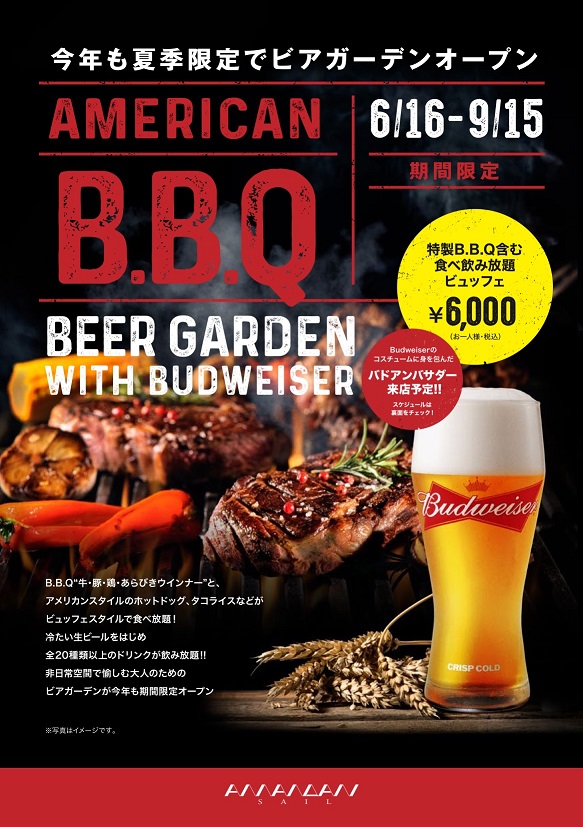 今年も夏季限定でビアガーデンオープン
AMERICAN
B.B.Q
6/16-9/15
期間限定
BEER GARDEN
WITH BUDWEISER
特製B.B.Q含む
食べ飲み放題
ビュッフェ
¥6,000
(お一人様・税込)
Budweiserの
コスチュームに身を包んだ
バドアンバサダー
来店予定!!
スケジュールは
裏面をチェック!
Budweiser
CRISP COLD
B.B.Q“牛・豚・鶏・あらびきウインナー”と、
アメリカンスタイルのホットドッグ、タコライスなどが
ビュッフェスタイルで食べ放題!
冷たい生ビールをはじめ
全20種類以上のドリンクが飲み放題!!
非日常空間で愉しむ大人のための
ビアガーデンが今年も期間限定オープン
※写真はイメージです。
SAIL